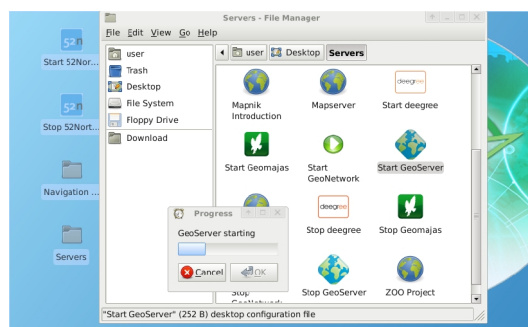 Servers - File Manager
File Edit View Go Help
52n
Start 52Nor...
52n
Stop 52Nort...
Navigation ...
Servers
user
Trash
Desktop
File System
Floppy Drive
Download
user Desktop Servers
Mapnik
Introduction
Mapserver
deegree
Start deegree
Start Geomajas
Start
GeoNetwork
Start GeoServer
deegree
Stop deegree
Stop Geomajas
Stop
Stop GeoServer
ZOO Project
Progress
GeoServer starting
Cancel
OK
"Start GeoServer" (252 B) desktop configuration file